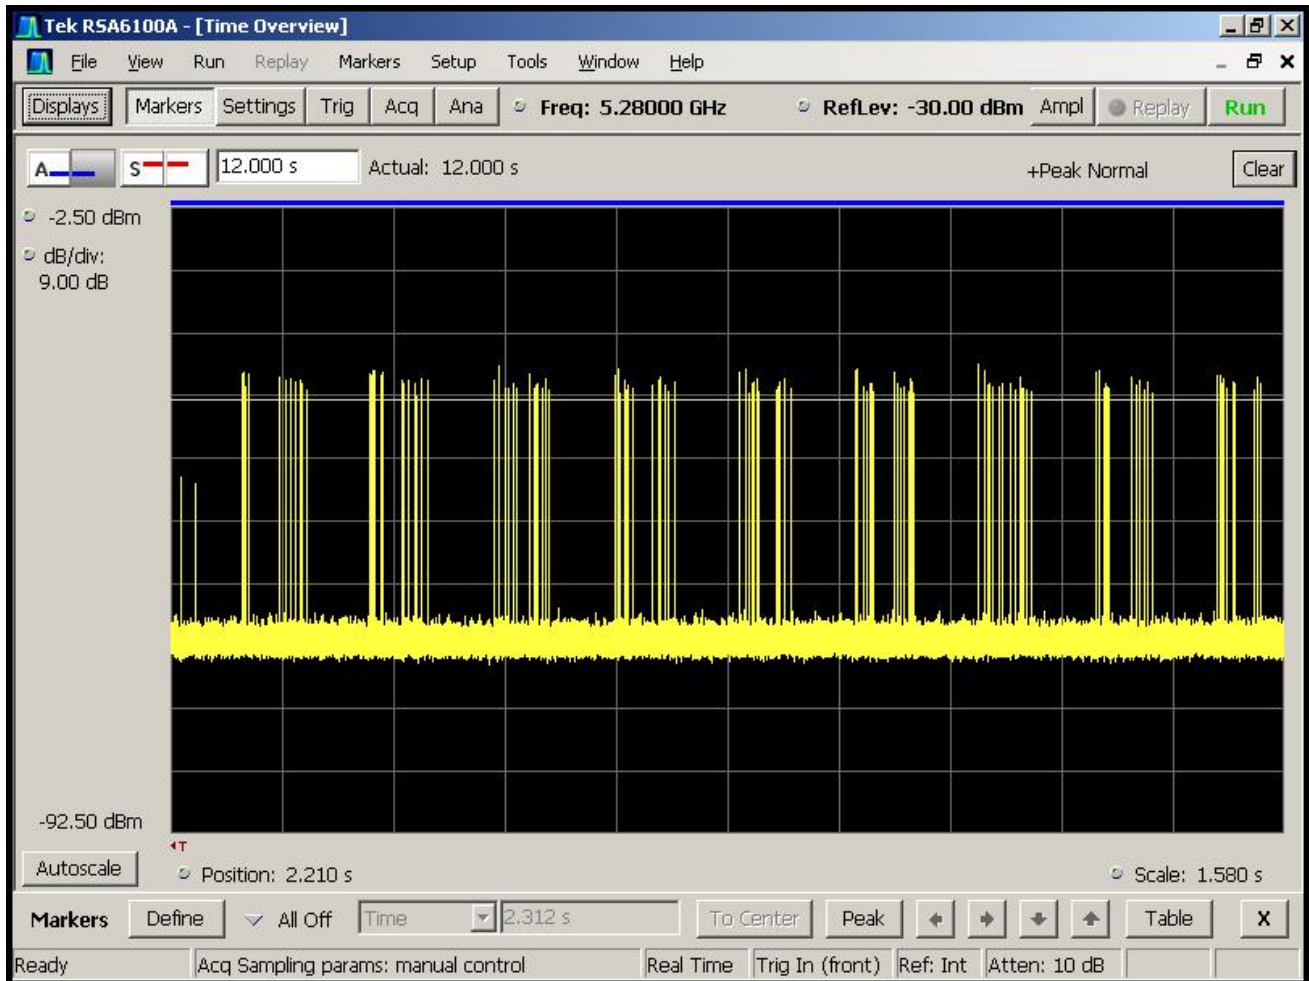 Tek RSA6100A - [Time Overview]
File View Run Replay Markers Setup Tools Window Help
Displays Markers Settings Trig Acq Ana Freq: 5.28000 GHz RefLev: -30.00 dBm Ampl Replay Run
A S 12.000 s Actual: 12.000 s +Peak Normal Clear
-2.50 dBm
dB/div:
9.00 dB
-92.50 dBm
T
Autoscale Position: 2.210 s Scale: 1.580 s
Markers Define All Off Time 2.312 s To Center Peak Table X
Ready Acq Sampling params: manual control Real Time Trig In (front) Ref: Int Atten: 10 dB